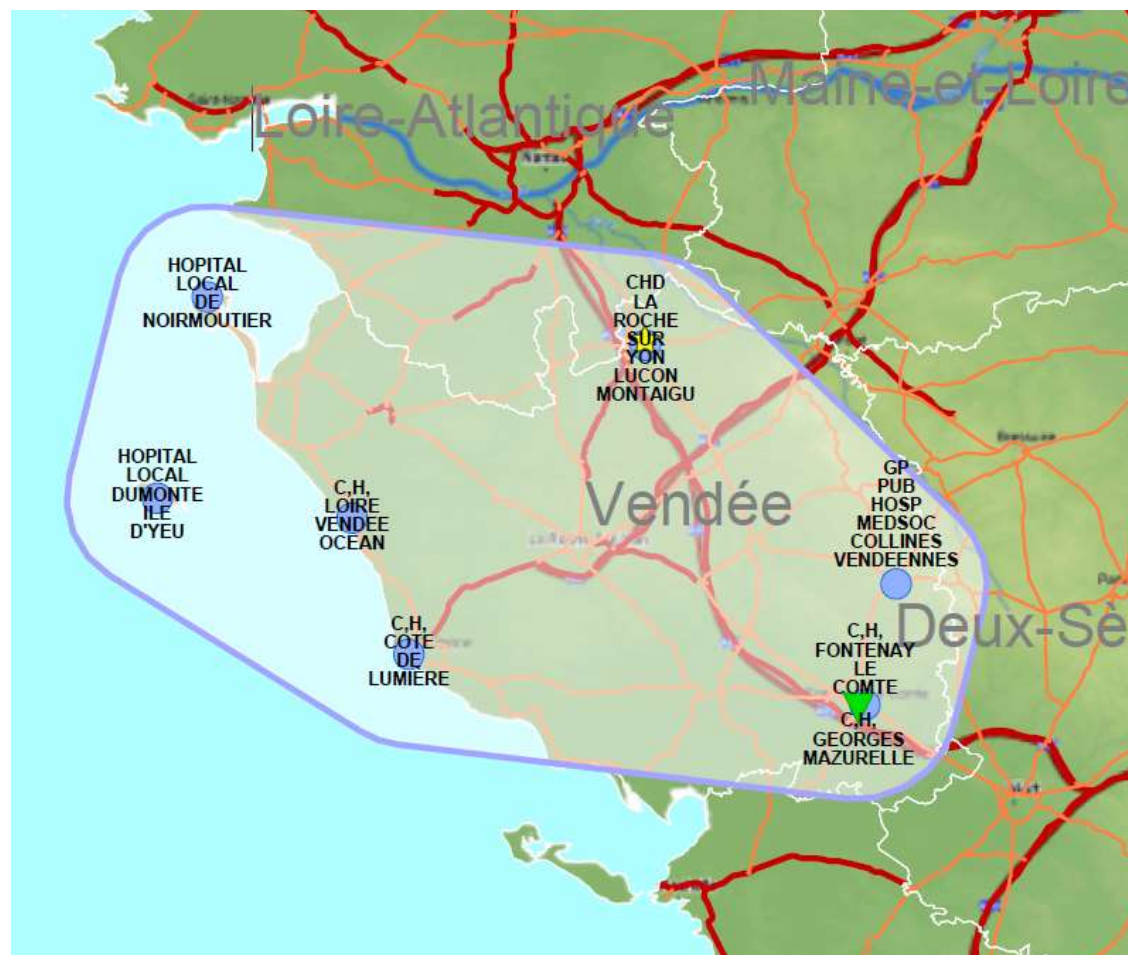 Loire-Atlantique
Maine-et-Loire
HOPITAL
LOCAL
DE
NOIRMOUTIER
CHD
LA
ROCHE
SUR
YON
LUCON
MONTAIGU
HOPITAL
LOCAL
DUMONTE
ILE
D'YEU
C,H,
LOIRE
VENDEE
OCEAN
Vendée
GP
PUB
HOSP
MEDSOC
COLLINES
VENDEENNES
C,H,
COTE
DE
LUMIERE
Deux-Sè
C,H,
FONTENAY
LE
COMTE
C,H,
GEORGES
MAZURELLE